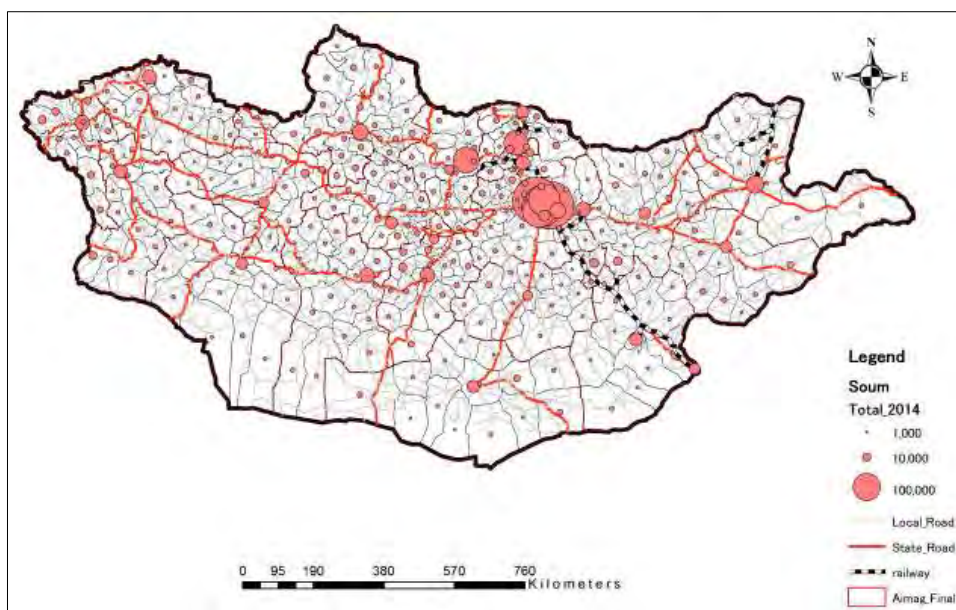 N
W E
S
Legend
Soum
Total_2014
1,000
10,000
100,000
Local_Road
State_Road
railway
Aimag_Final
0 95 190 380 570 760
Kilometers